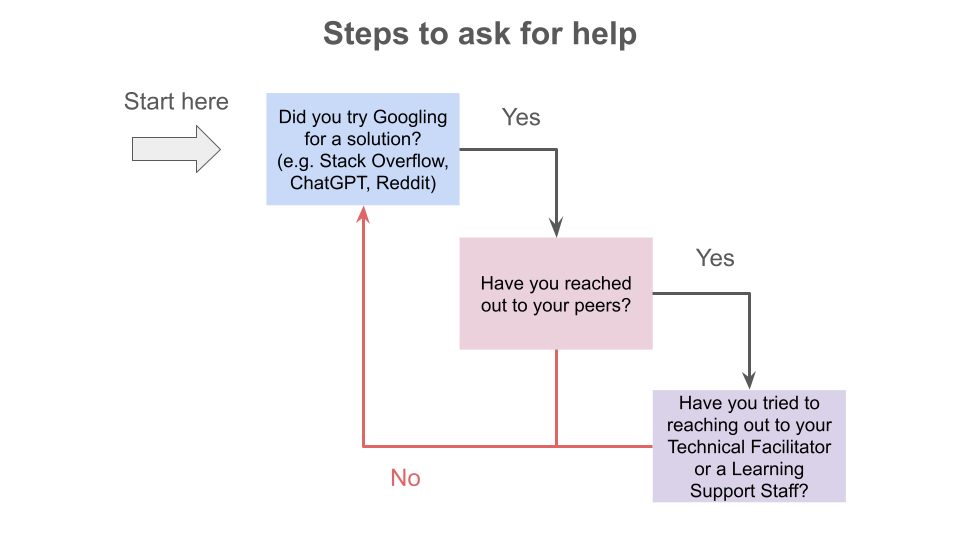 Steps to ask for help
Start here
Did you try Googling
for a solution?
(e.g. Stack Overflow,
ChatGPT, Reddit)
Yes
Have you reached
out to your peers?
Yes
Have you tried to
reaching out to your
Technical Facilitator
or a Learning
Support Staff?
No